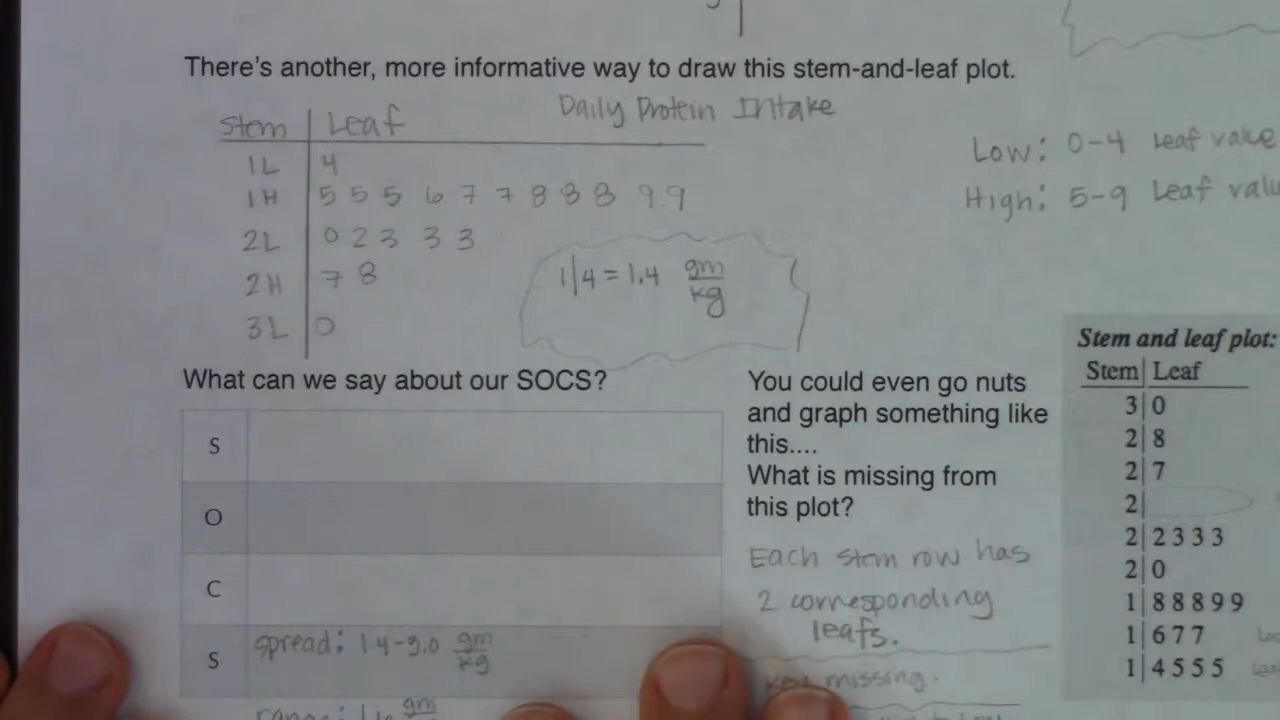 There's another, more informative way to draw this stem-and-leaf plot.
Daily Protein Intake
Stem | Leaf
1L | 4
1H | 5 5 5 6 7 7 8 8 8 9 9
2L | 0 2 3 3 3
2H | 7 8
3L | 0
Low: 0-4 Leaf value
High: 5-9 Leaf valu
1|4 = 1.4 gm/kg
What can we say about our SOCS?
S
O
C
S spread: 1.4-3.0 gm/kg
range: gm
You could even go nuts
and graph something like
this....
What is missing from
this plot?
Each stem row has
2 corresponding
leafs.
key missing.
Stem and leaf plot:
Stem | Leaf
3|0
2|8
2|7
2|
2|2 3 3 3
2|0
1|8 8 8 9 9
1|6 7 7
1|4 5 5 5